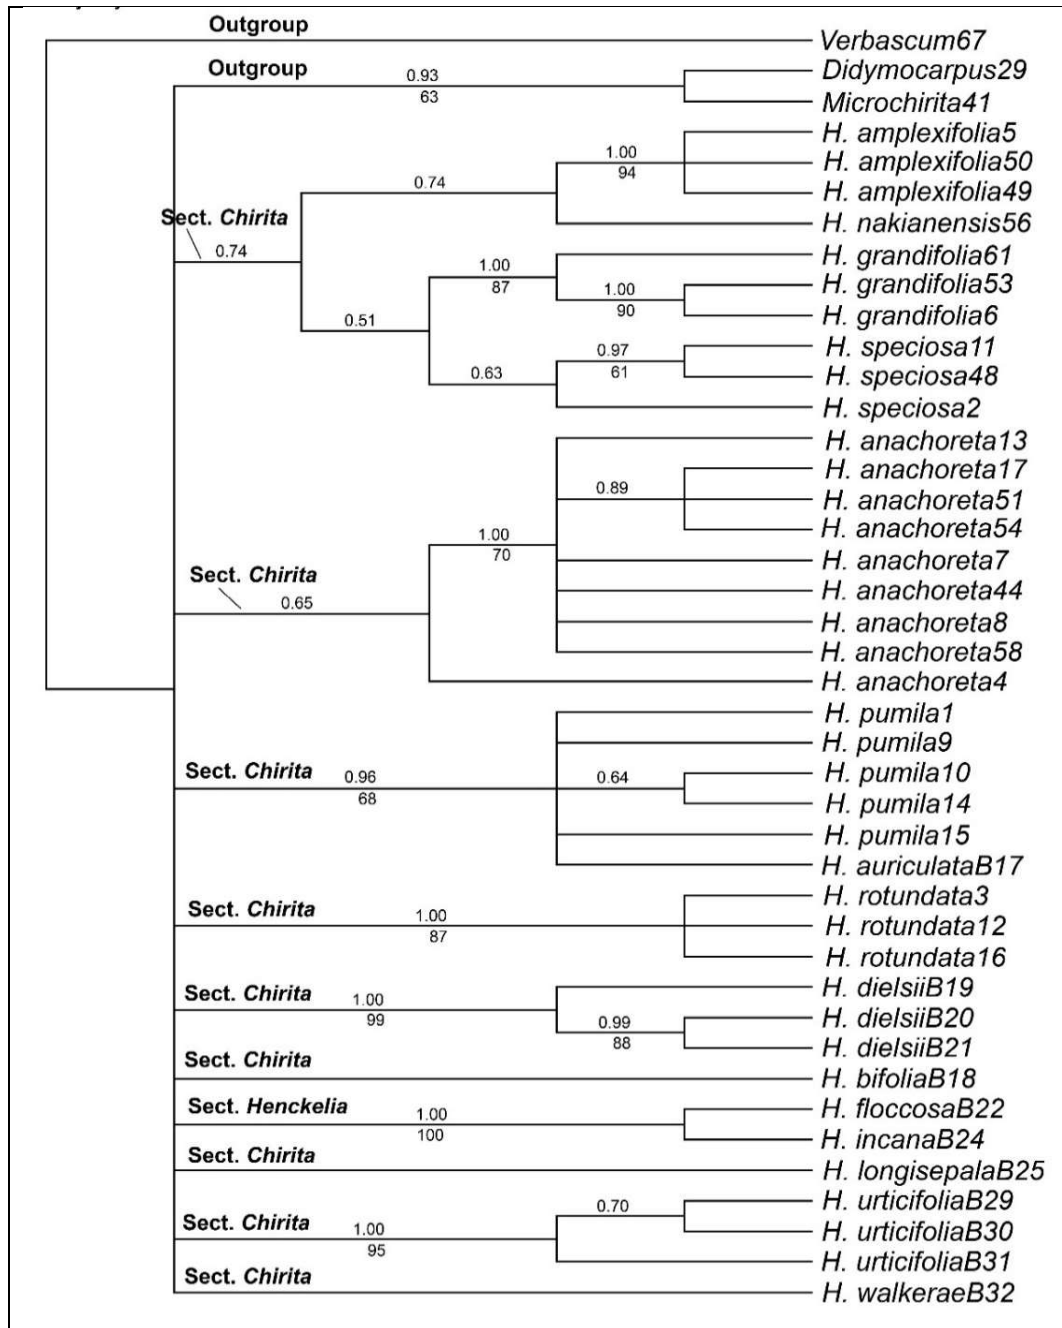 Outgroup
Verbascum67
Outgroup
0.93
63
Didymocarpus29
Microchirita41
H. amplexifolia5
1.00
94
H. amplexifolia50
0.74
H. amplexifolia49
Sect. Chirita
0.74
H. nakianensis56
H. grandifolia61
1.00
87
H. grandifolia53
1.00
90
H. grandifolia6
0.51
H. speciosa11
0.97
61
H. speciosa48
0.63
H. speciosa2
H. anachoreta13
H. anachoreta17
0.89
H. anachoreta51
H. anachoreta54
1.00
70
H. anachoreta7
Sect. Chirita
0.65
H. anachoreta44
H. anachoreta8
H. anachoreta58
H. anachoreta4
H. pumila1
H. pumila9
Sect. Chirita
0.96
68
0.64
H. pumila10
H. pumila14
H. pumila15
H. auriculataB17
H. rotundata3
Sect. Chirita
1.00
87
H. rotundata12
H. rotundata16
H. dielsiiB19
Sect. Chirita
1.00
99
H. dielsiiB20
0.99
88
H. dielsiiB21
Sect. Chirita
H. bifoliaB18
Sect. Henckelia
1.00
100
H. floccosaB22
H. incanaB24
Sect. Chirita
H. longisepalaB25
H. urticifoliaB29
0.70
Sect. Chirita
1.00
95
H. urticifoliaB30
H. urticifoliaB31
Sect. Chirita
H. walkeraeB32